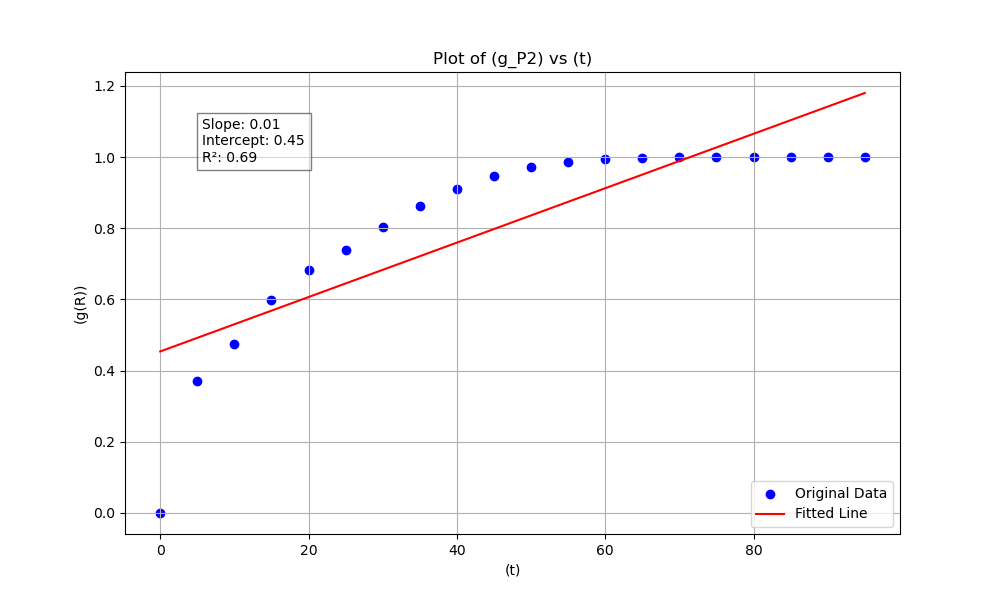 Plot of (g_P2) vs (t)
1.2
1.0
0.8
0.6
0.4
0.2
0.0
(g(R))
Slope: 0.01
Intercept: 0.45
R²: 0.69
Original Data
Fitted Line
0
20
40
60
80
(t)